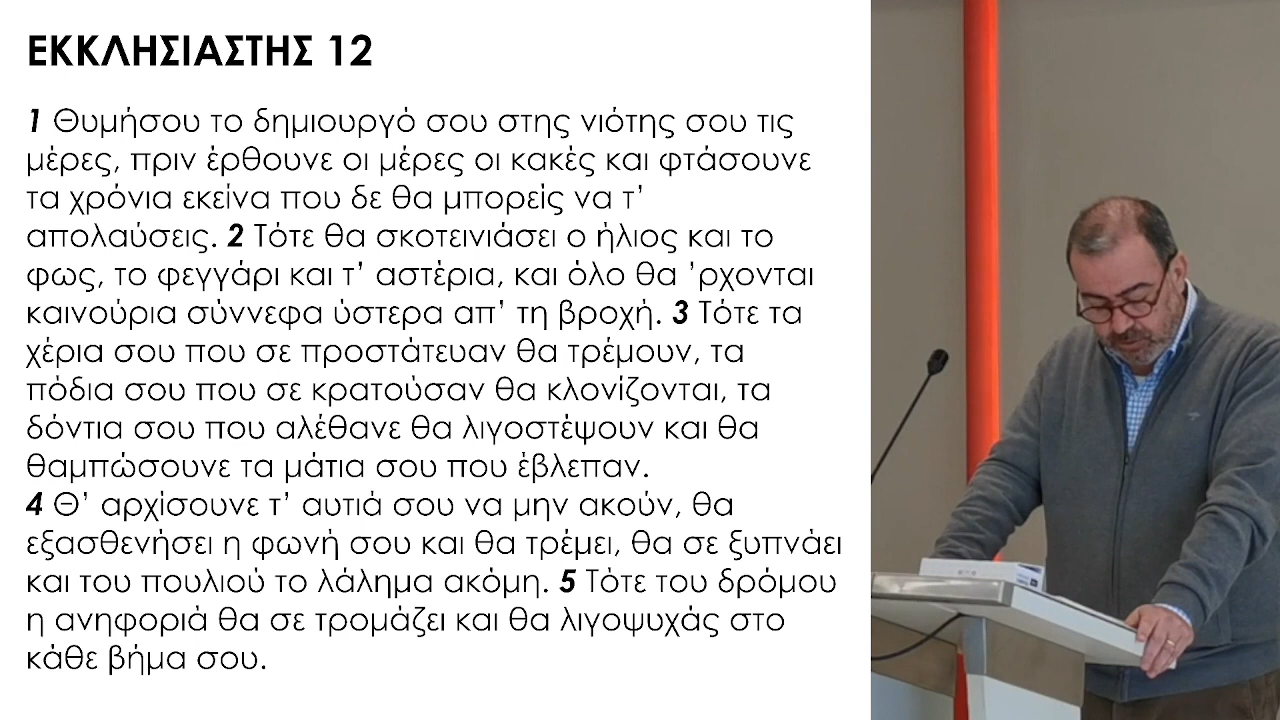 ΕΚΚΛΗΣΙΑΣΤΗΣ 12
1 Θυμήσου το δημιουργό σου στης νιότης σου τις
μέρες, πριν έρθουνε οι μέρες οι κακές και φτάσουνε
τα χρόνια εκείνα που δε θα μπορείς να τ'
απολαύσεις. 2 Τότε θα σκοτεινιάσει ο ήλιος και το
φως, το φεγγάρι και τ' αστέρια, και όλο θα 'ρχονται
καινούρια σύννεφα ύστερα απ' τη βροχή. 3 Τότε τα
χέρια σου που σε προστάτευαν θα τρέμουν, τα
πόδια σου που σε κρατούσαν θα κλονίζονται, τα
δόντια σου που αλέθανε θα λιγοστέψουν και θα
θαμπώσουνε τα μάτια σου που έβλεπαν.
4 Θ' αρχίσουνε τ' αυτιά σου να μην ακούν, θα
εξασθενήσει η φωνή σου και θα τρέμει, θα σε ξυπνάει
και του πουλιού το λάλημα ακόμη. 5 Τότε του δρόμου
η ανηφοριά θα σε τρομάζει και θα λιγοψυχάς στο
κάθε βήμα σου.